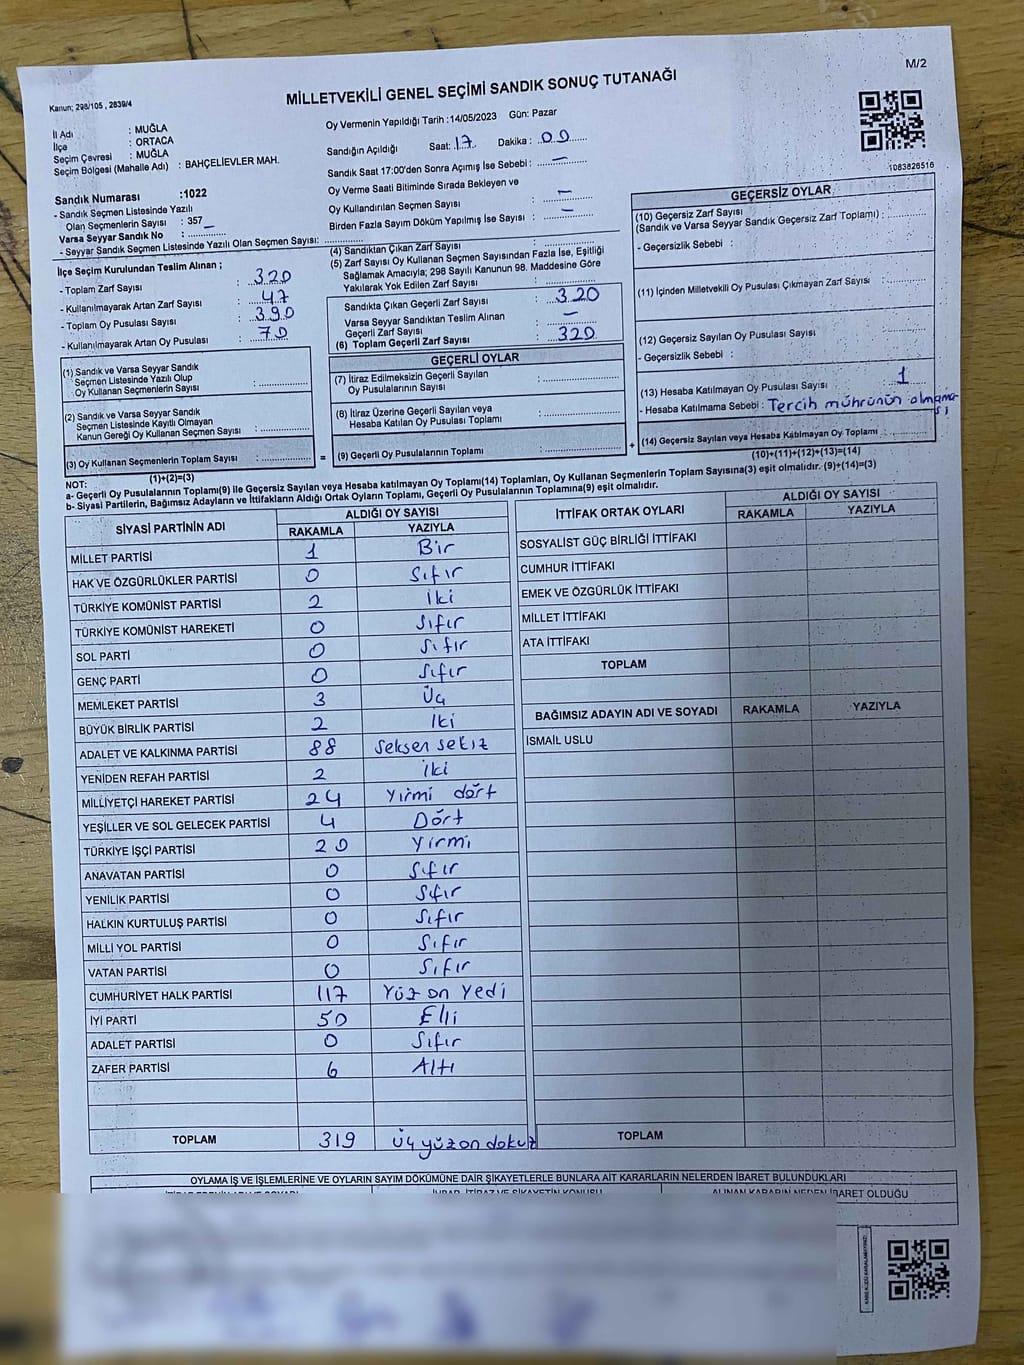 M/2
Kanun; 298/105 , 2839/4
MİLLETVEKİLİ GENEL SEÇİMİ SANDIK SONUÇ TUTANAĞI
İl Adı : MUĞLA
İlçe : ORTACA
Seçim Çevresi : MUĞLA
Seçim Bölgesi (Mahalle Adı) : BAHÇELİEVLER MAH.
Oy Vermenin Yapıldığı Tarih :14/05/2023 Gün: Pazar
Sandığın Açıldığı Saat: 17 Dakika : 00
Sandık Saat 17:00'den Sonra Açımış İse Sebebi : —
Oy Verme Saati Bitiminde Sırada Bekleyen ve
Oy Kullandırılan Seçmen Sayısı : —
Birden Fazla Sayım Döküm Yapılmış İse Sayısı : —
1083826516
Sandık Numarası :1022
- Sandık Seçmen Listesinde Yazılı
Olan Seçmenlerin Sayısı : 357
Varsa Seyyar Sandık No : —
- Seyyar Sandık Seçmen Listesinde Yazılı Olan Seçmen Sayısı:
İlçe Seçim Kurulundan Teslim Alınan ;
- Toplam Zarf Sayısı : 320
- Kullanılmayarak Artan Zarf Sayısı : 47
- Toplam Oy Pusulası Sayısı : 390
- Kullanılmayarak Artan Oy Pusulası : 70
(1) Sandık ve Varsa Seyyar Sandık
Seçmen Listesinde Yazılı Olup
Oy Kullanan Seçmenlerin Sayısı :
(2) Sandık ve Varsa Seyyar Sandık
Seçmen Listesinde Kayıtlı Olmayan
Kanun Gereği Oy Kullanan Seçmen Sayısı :
(3) Oy Kullanan Seçmenlerin Toplam Sayısı :
(1)+(2)=(3)
(4) Sandıktan Çıkan Zarf Sayısı :
(5) Zarf Sayısı Oy Kullanan Seçmen Sayısından Fazla İse, Eşitliği
Sağlamak Amacıyla; 298 Sayılı Kanunun 98. Maddesine Göre
Yakılarak Yok Edilen Zarf Sayısı :
Sandıkta Çıkan Geçerli Zarf Sayısı : 320
Varsa Seyyar Sandıktan Teslim Alınan
Geçerli Zarf Sayısı : —
(6) Toplam Geçerli Zarf Sayısı : 320
GEÇERLİ OYLAR
(7) İtiraz Edilmeksizin Geçerli Sayılan
Oy Pusulalarının Sayısı :
(8) İtiraz Üzerine Geçerli Sayılan veya
Hesaba Katılan Oy Pusulası Toplamı :
= (9) Geçerli Oy Pusulalarının Toplamı : +
GEÇERSİZ OYLAR
(10) Geçersiz Zarf Sayısı
(Sandık ve Varsa Seyyar Sandık Geçersiz Zarf Toplamı) :
- Geçersizlik Sebebi :
(11) İçinden Milletvekili Oy Pusulası Çıkmayan Zarf Sayısı :
(12) Geçersiz Sayılan Oy Pusulası Sayısı :
- Geçersizlik Sebebi :
(13) Hesaba Katılmayan Oy Pusulası Sayısı : 1
- Hesaba Katılmama Sebebi : Tercih mührünün olmaması
(14) Geçersiz Sayılan veya Hesaba Katılmayan Oy Toplamı :
(10)+(11)+(12)+(13)=(14)
NOT:
a- Geçerli Oy Pusulalarının Toplamı(9) ile Geçersiz Sayılan veya Hesaba katılmayan Oy Toplamı(14) Toplamları, Oy Kullanan Seçmenlerin Toplam Sayısına(3) eşit olmalıdır. (9)+(14)=(3)
b- Siyasi Partilerin, Bağımsız Adayların ve İttifakların Aldığı Ortak Oyların Toplamı, Geçerli Oy Pusulalarının Toplamına(9) eşit olmalıdır.
SİYASİ PARTİNİN ADI ALDIĞI OY SAYISI
RAKAMLA YAZIYLA
MİLLET PARTİSİ 1 Bir
HAK VE ÖZGÜRLÜKLER PARTİSİ 0 Sıfır
TÜRKİYE KOMÜNİST PARTİSİ 2 İki
TÜRKİYE KOMÜNİST HAREKETİ 0 Sıfır
SOL PARTİ 0 Sıfır
GENÇ PARTİ 0 Sıfır
MEMLEKET PARTİSİ 3 Üç
BÜYÜK BİRLİK PARTİSİ 2 İki
ADALET VE KALKINMA PARTİSİ 88 Seksen sekiz
YENİDEN REFAH PARTİSİ 2 İki
MİLLİYETÇİ HAREKET PARTİSİ 24 Yirmi dört
YEŞİLLER VE SOL GELECEK PARTİSİ 4 Dört
TÜRKİYE İŞÇİ PARTİSİ 20 Yirmi
ANAVATAN PARTİSİ 0 Sıfır
YENİLİK PARTİSİ 0 Sıfır
HALKIN KURTULUŞ PARTİSİ 0 Sıfır
MİLLİ YOL PARTİSİ 0 Sıfır
VATAN PARTİSİ 0 Sıfır
CUMHURİYET HALK PARTİSİ 117 Yüz on yedi
İYİ PARTİ 50 Elli
ADALET PARTİSİ 0 Sıfır
ZAFER PARTİSİ 6 Altı
TOPLAM 319 Üç yüz on dokuz
İTTİFAK ORTAK OYLARI ALDIĞI OY SAYISI
RAKAMLA YAZIYLA
SOSYALİST GÜÇ BİRLİĞİ İTTİFAKI
CUMHUR İTTİFAKI
EMEK VE ÖZGÜRLÜK İTTİFAKI
MİLLET İTTİFAKI
ATA İTTİFAKI
TOPLAM
BAĞIMSIZ ADAYIN ADI VE SOYADI RAKAMLA YAZIYLA
İSMAİL USLU
TOPLAM
OYLAMA İŞ VE İŞLEMLERİNE VE OYLARIN SAYIM DÖKÜMÜNE DAİR ŞİKAYETLERLE BUNLARA AİT KARARLARIN NELERDEN İBARET BULUNDUKLARI
İHBAR, İTİRAZ VE ŞİKAYETİN KONUSU ALINAN KARARIN NEDEN İBARET OLDUĞU